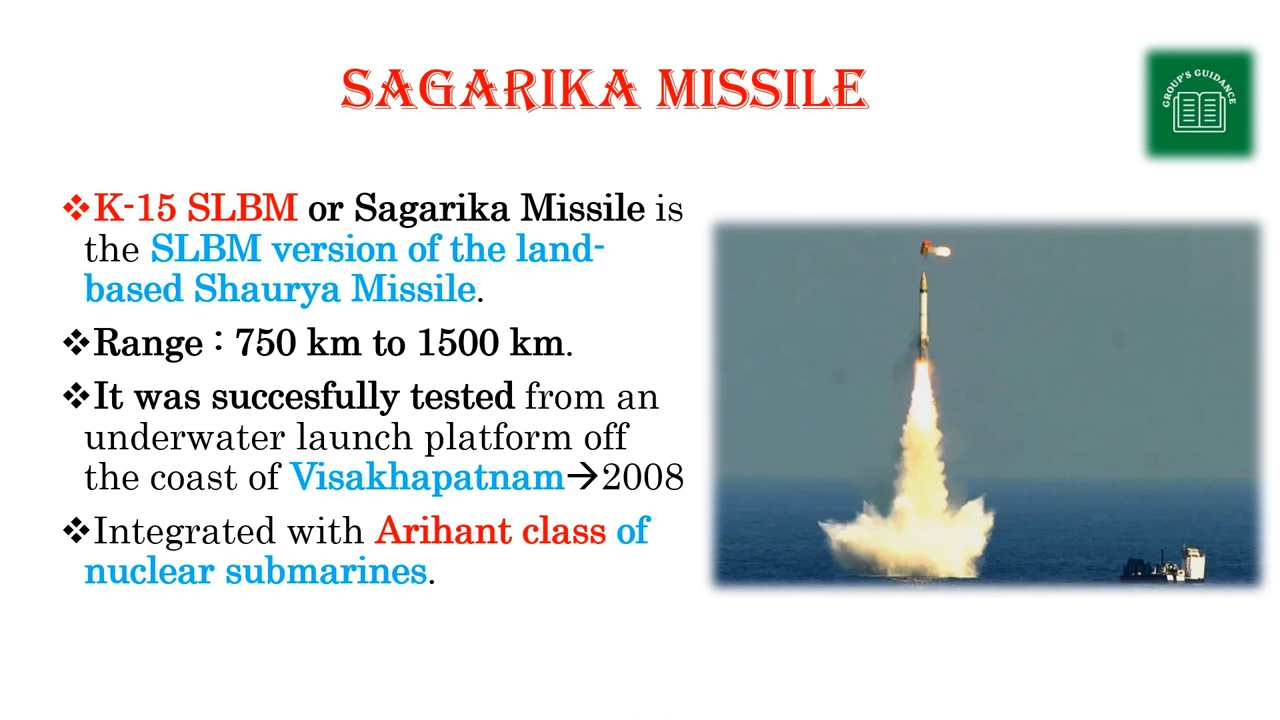 SAGARIKA MISSILE
GROUP'S GUIDANCE
❖K-15 SLBM or Sagarika Missile is
the SLBM version of the land-
based Shaurya Missile.
❖Range : 750 km to 1500 km.
❖It was succesfully tested from an
underwater launch platform off
the coast of Visakhapatnam→2008
❖Integrated with Arihant class of
nuclear submarines.